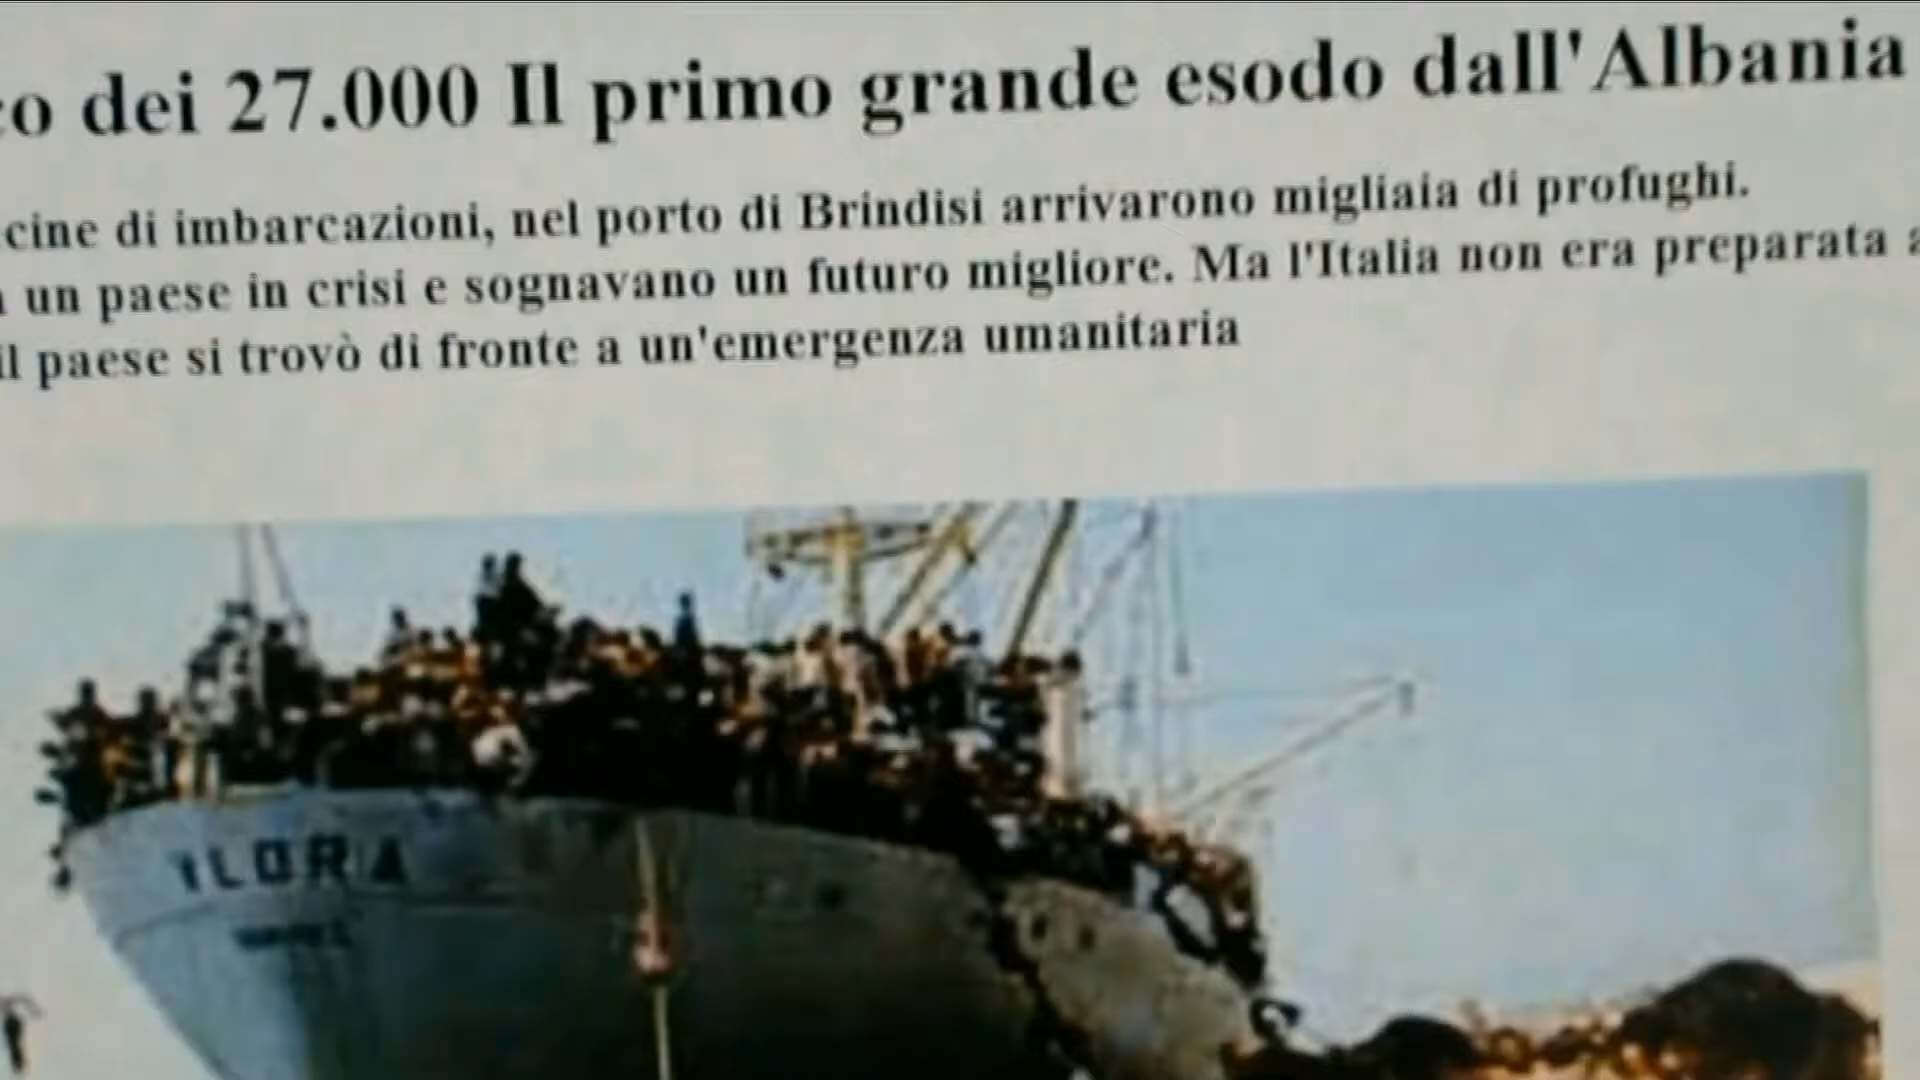 dei 27.000 Il primo grande esodo dall'Albania
cine di imbarcazioni, nel porto di Brindisi arrivarono migliaia di profughi.
un paese in crisi e sognavano un futuro migliore. Ma l'Italia non era preparata a
il paese si trovò di fronte a un'emergenza umanitaria
ILORA